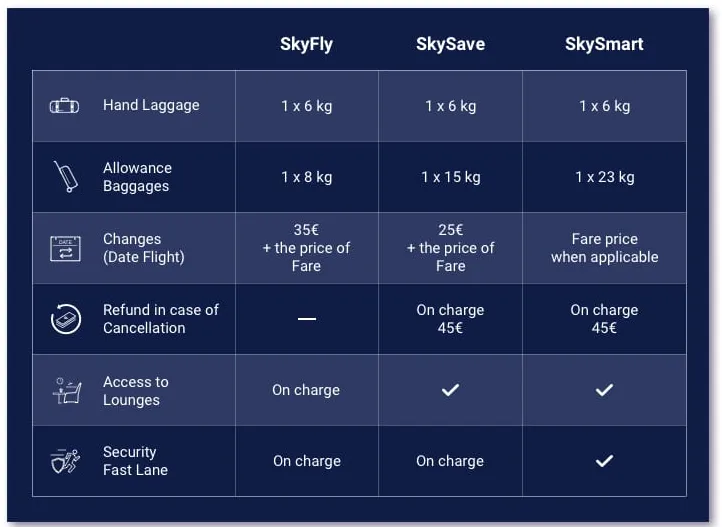 SkyFly SkySave SkySmart
Hand Laggage 1 x 6 kg 1 x 6 kg 1 x 6 kg
Allowance
Baggages 1 x 8 kg 1 x 15 kg 1 x 23 kg
DATE
Changes
(Date Flight)
35€
+ the price of
Fare
25€
+ the price of
Fare
Fare price
when applicable
Refund in case of
Cancellation
—
On charge
45€
On charge
45€
Access to
Lounges
On charge
Security
Fast Lane
On charge On charge